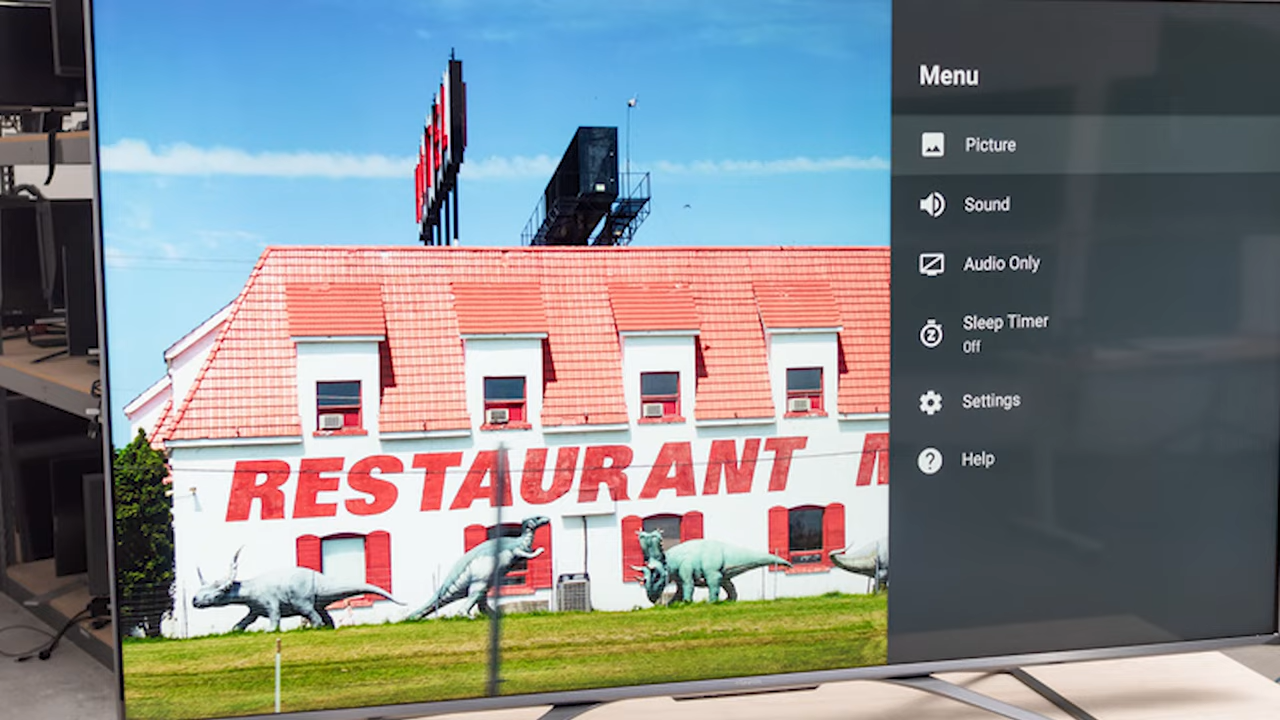 Menu
Picture
Sound
Audio Only
Sleep Timer
Off
Settings
Help
RESTAURANT